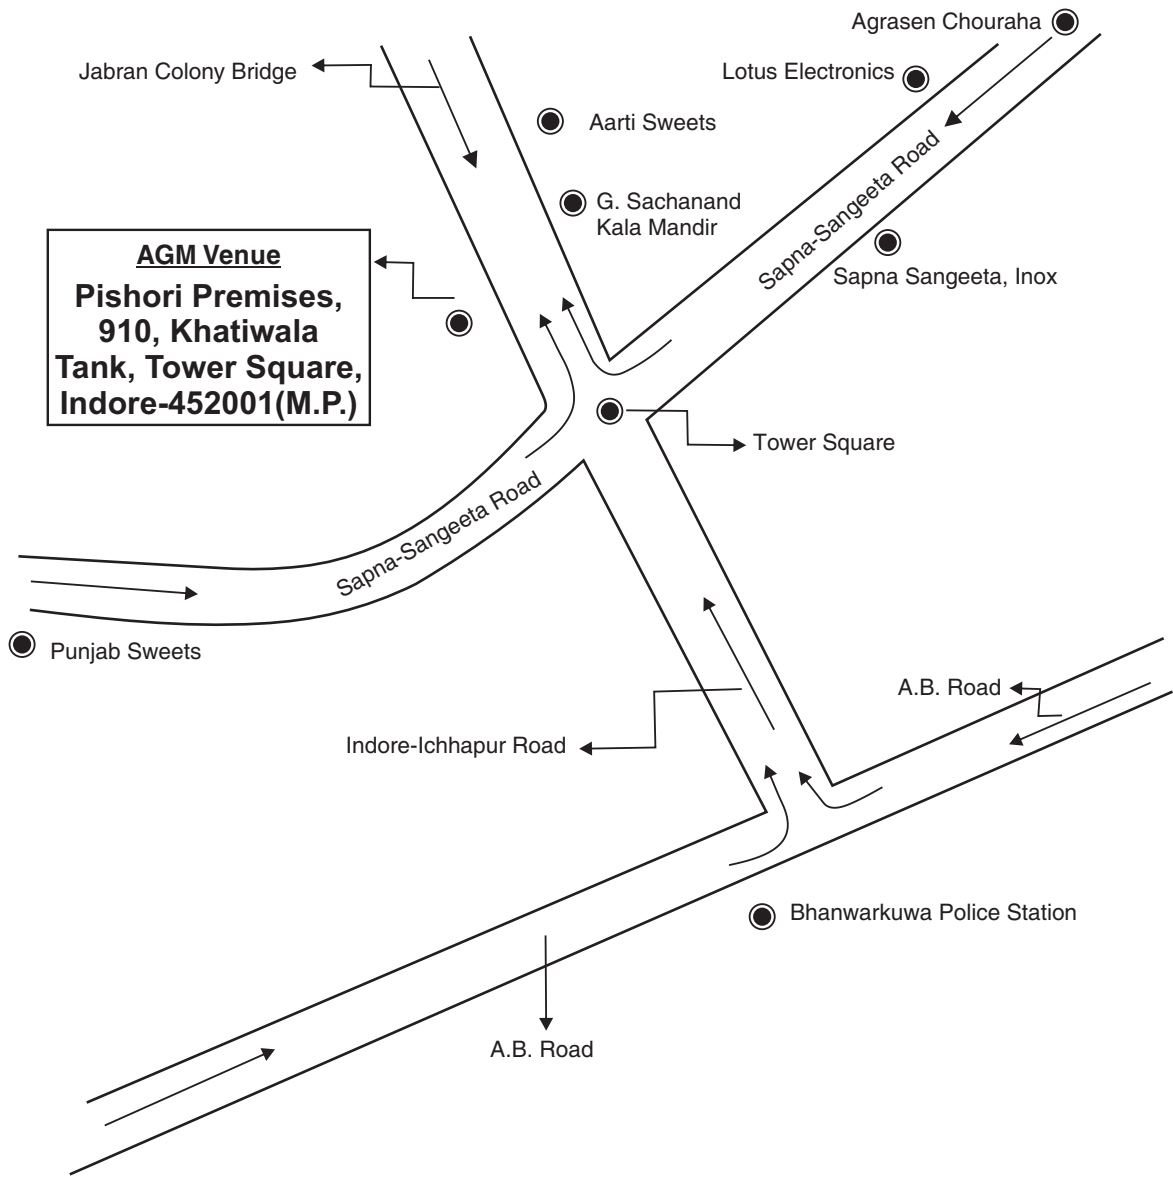 Agrasen Chouraha
Jabran Colony Bridge
Lotus Electronics
Aarti Sweets
Sapna-Sangeeta Road
G. Sachanand
Kala Mandir
AGM Venue
Pishori Premises,
910, Khatiwala
Tank, Tower Square,
Indore-452001(M.P.)
Sapna Sangeeta, Inox
Tower Square
Sapna-Sangeeta Road
Punjab Sweets
A.B. Road
Indore-Ichhapur Road
Bhanwarkuwa Police Station
A.B. Road